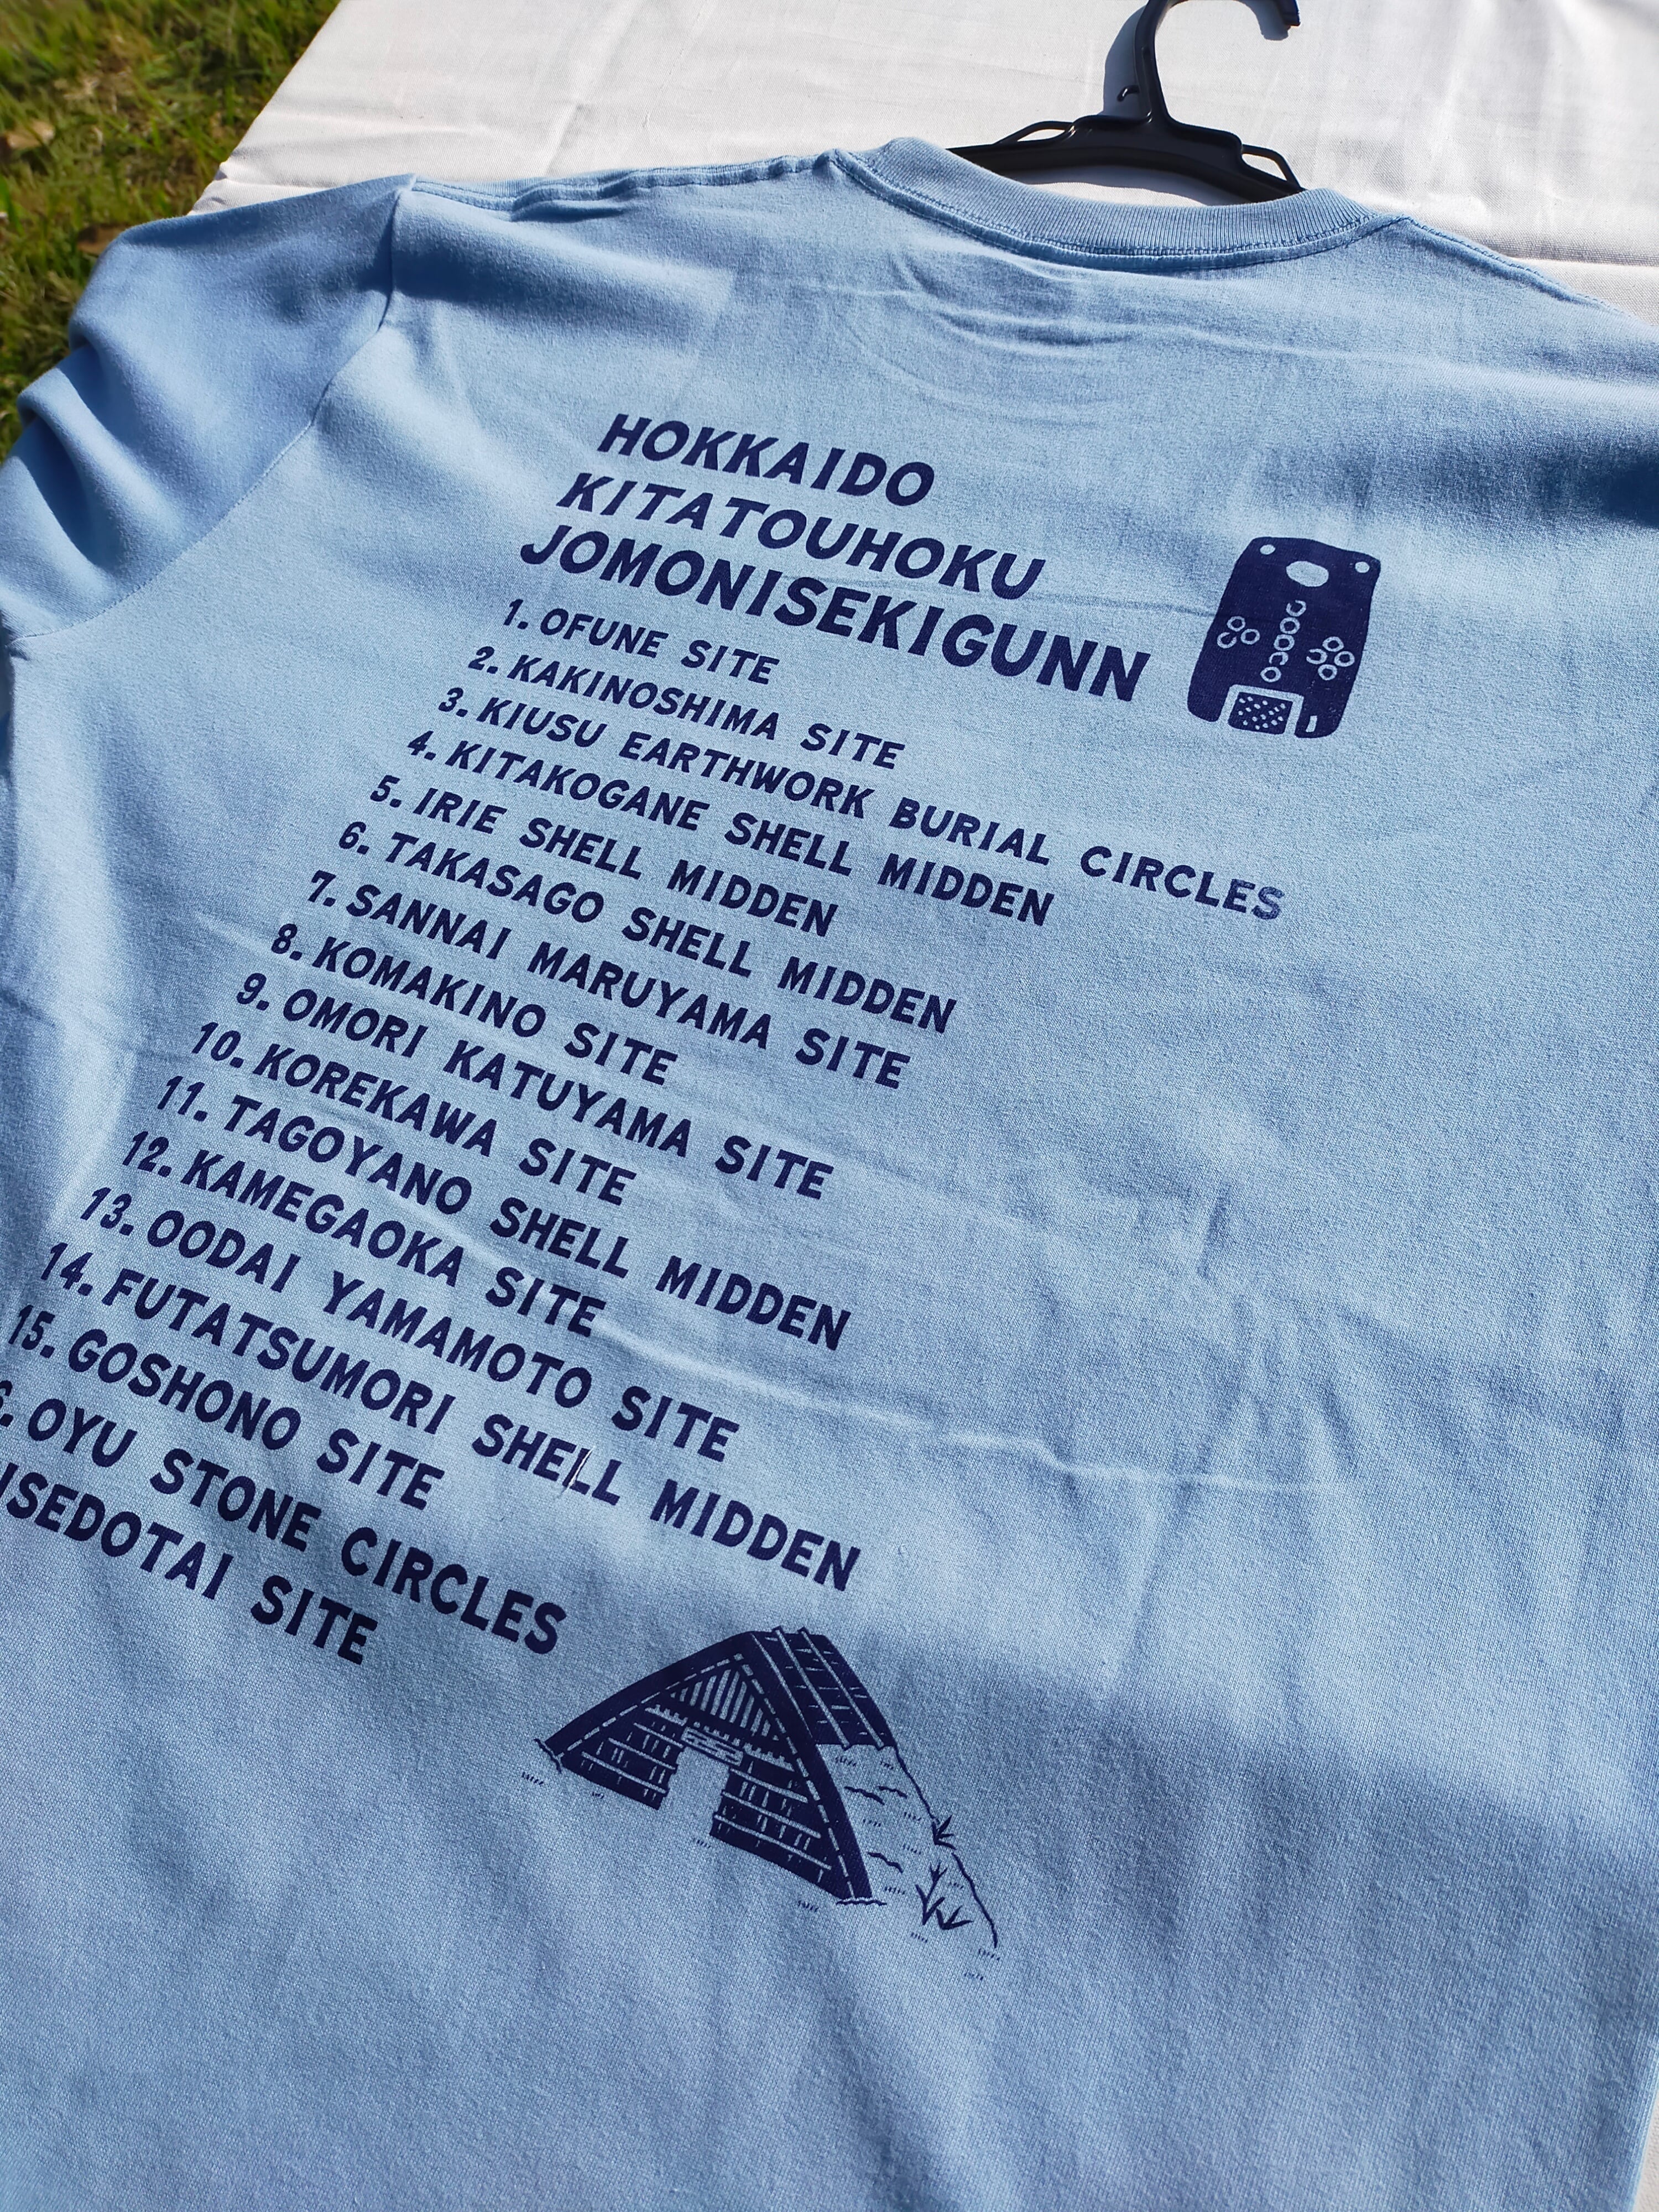 HOKKAIDO
KITATOUHOKU
JOMONISEKIGUNN
1. OFUNE SITE
2. KAKINOSHIMA SITE
3. KIUSU EARTHWORK BURIAL CIRCLES
4. KITAKOGANE SHELL MIDDEN
5. IRIE SHELL MIDDEN
6. TAKASAGO SHELL MIDDEN
7. SANNAI MARUYAMA SITE
8. KOMAKINO SITE
9. OMORI KATUYAMA SITE
10. KOREKAWA SITE
11. TAGOYANO SHELL MIDDEN
12. KAMEGAOKA SITE
13. OODAI YAMAMOTO SITE
14. FUTATSUMORI SHELL MIDDEN
15. GOSHONO SITE
6. OYU STONE CIRCLES
ISEDOTAI SITE